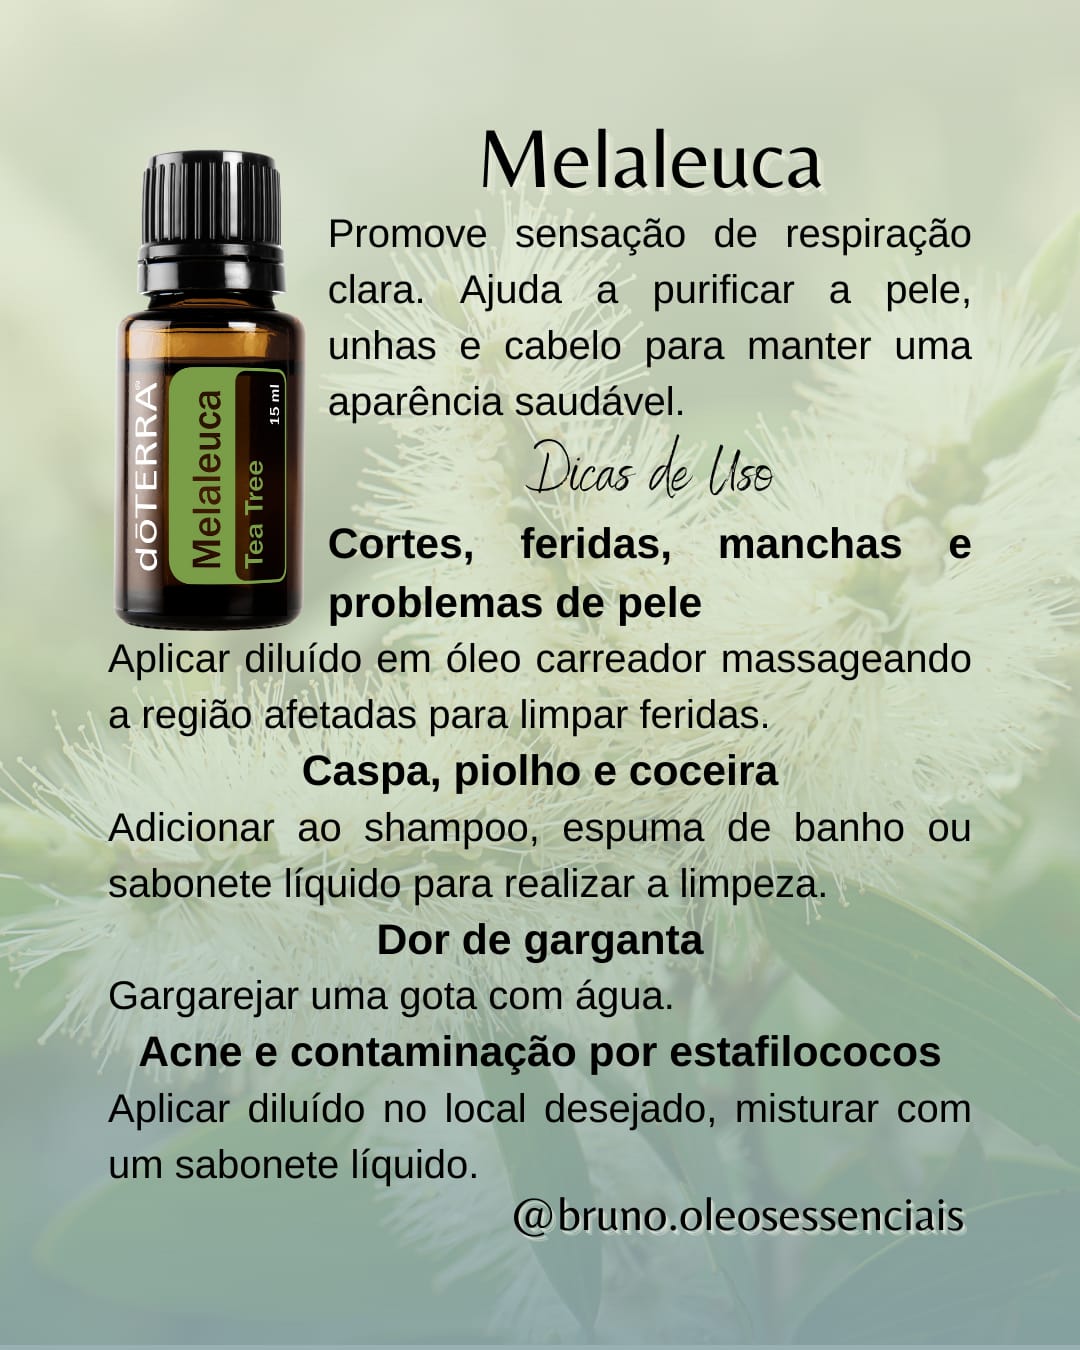 Melaleuca
Promove sensação de respiração
clara. Ajuda a purificar a pele,
unhas e cabelo para manter uma
aparência saudável.
dōTERRA
Melaleuca
Tea Tree
15 ml
Dicas de Uso
Cortes, feridas, manchas e
problemas de pele
Aplicar diluído em óleo carreador massageando
a região afetadas para limpar feridas.
Caspa, piolho e coceira
Adicionar ao shampoo, espuma de banho ou
sabonete líquido para realizar a limpeza.
Dor de garganta
Gargarejar uma gota com água.
Acne e contaminação por estafilococos
Aplicar diluído no local desejado, misturar com
um sabonete líquido.
@bruno.oleosessenciais